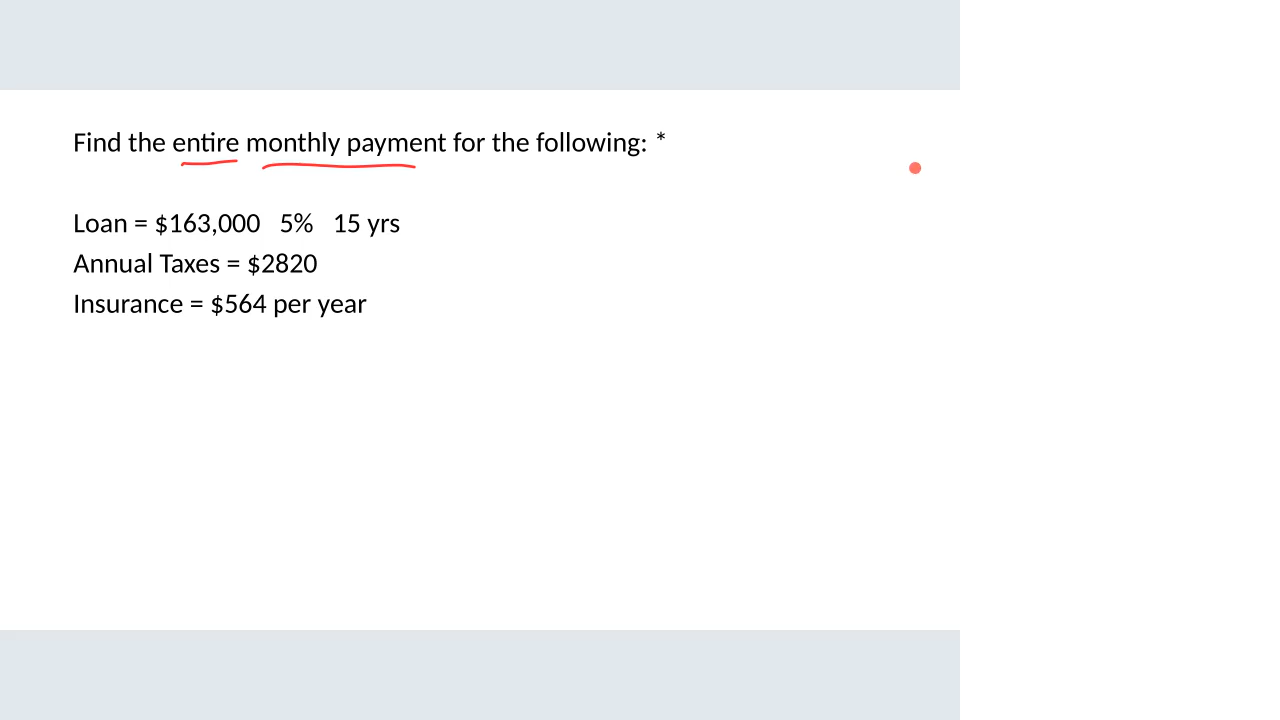 Find the entire monthly payment for the following: *
Loan = $163,000 5% 15 yrs
Annual Taxes = $2820
Insurance = $564 per year